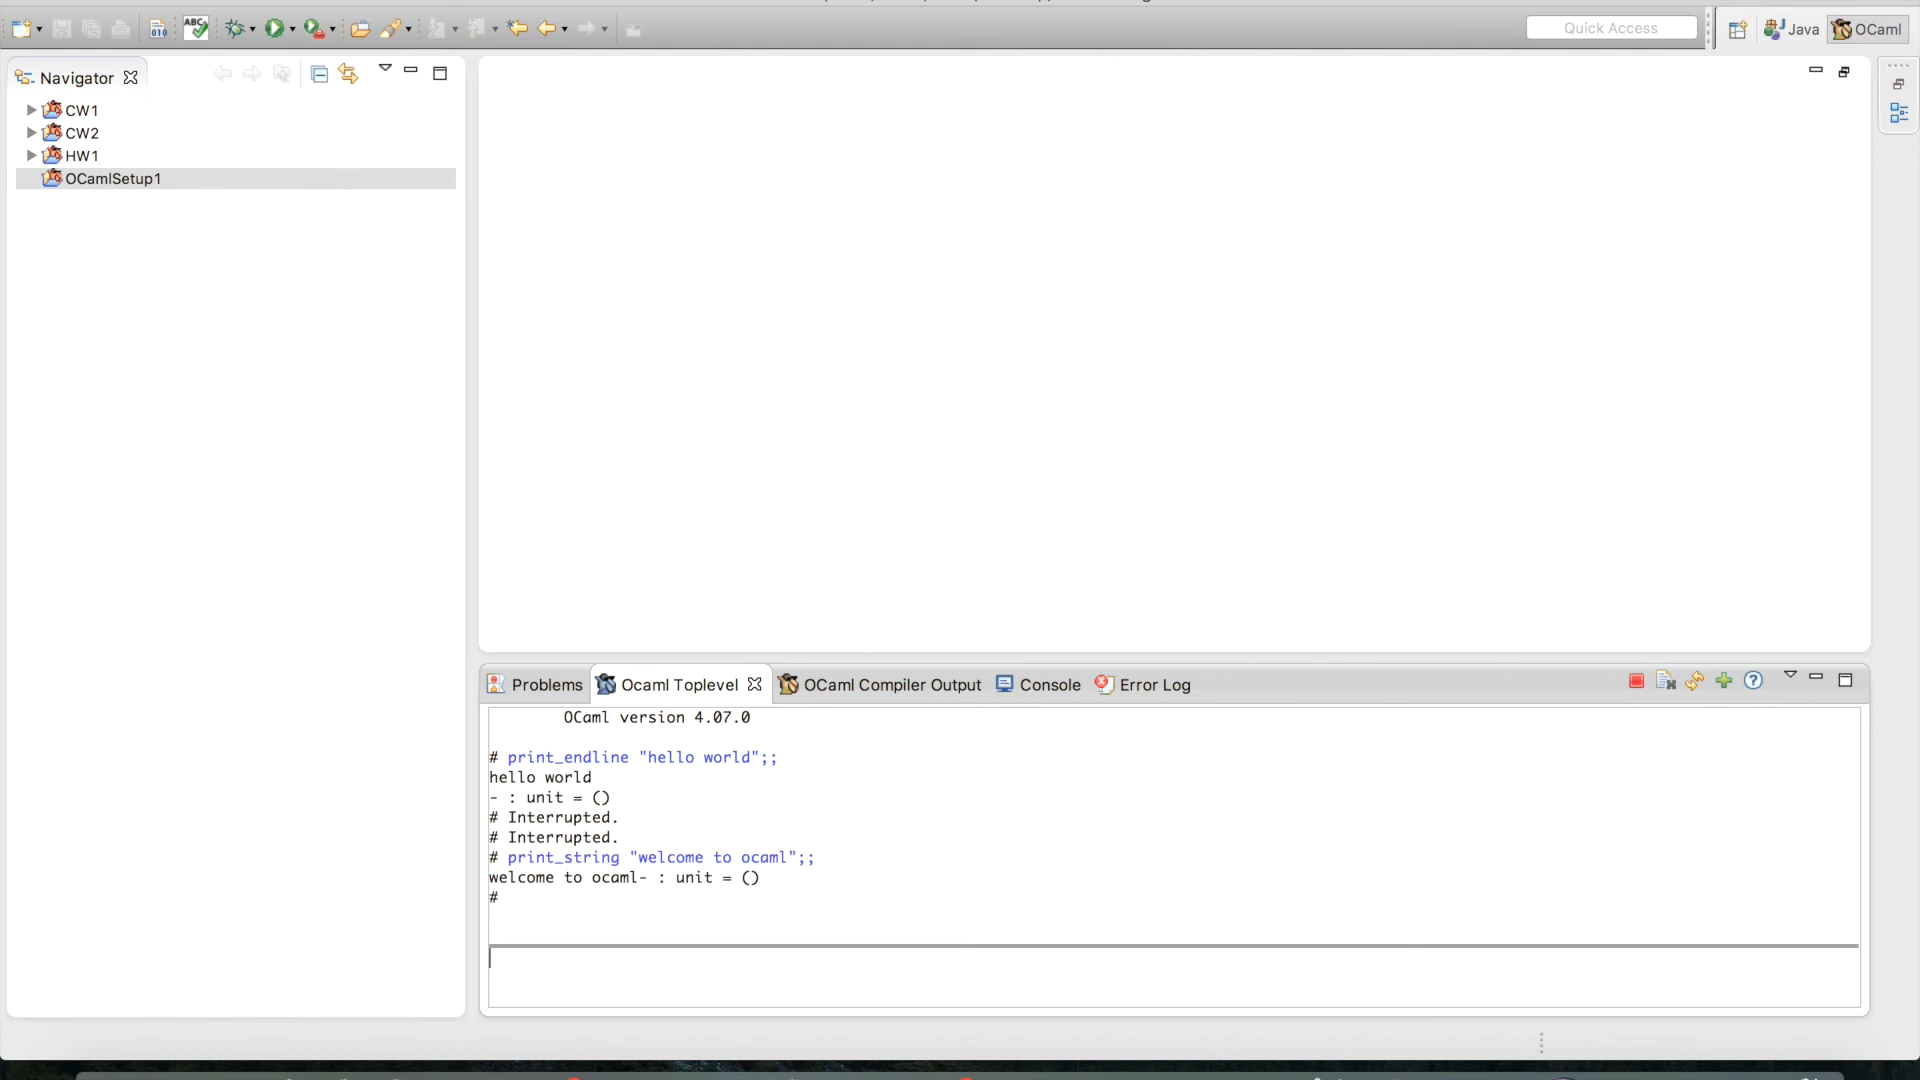 010
ABC
Quick Access
Java
OCaml
Navigator
CW1
CW2
HW1
OCamlSetup1
Problems
Ocaml Toplevel
OCaml Compiler Output
Console
Error Log
OCaml version 4.07.0
# print_endline "hello world";;
hello world
- : unit = ()
# Interrupted.
# Interrupted.
# print_string "welcome to ocaml";;
welcome to ocaml- : unit = ()
#